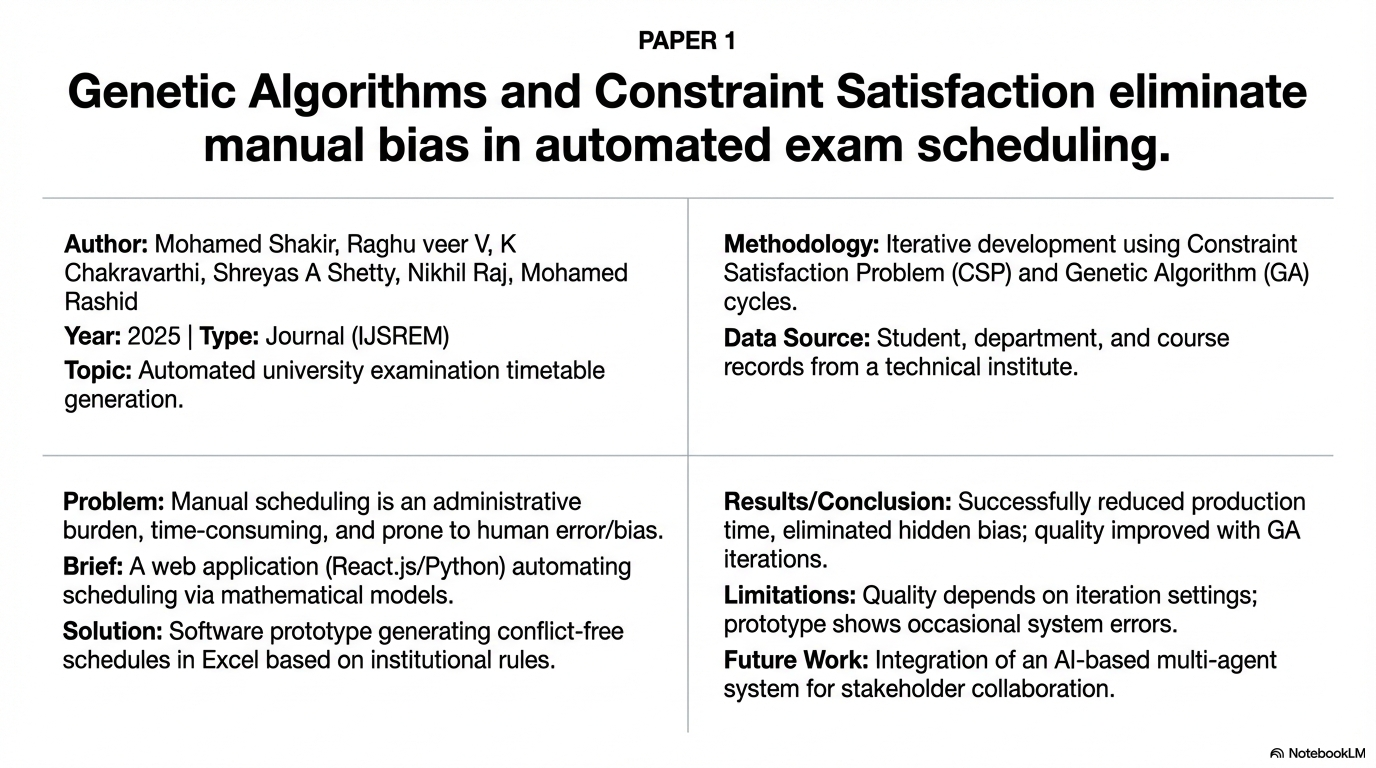 PAPER 1
Genetic Algorithms and Constraint Satisfaction eliminate
manual bias in automated exam scheduling.
Author: Mohamed Shakir, Raghu veer V, K
Chakravarthi, Shreyas A Shetty, Nikhil Raj, Mohamed
Rashid
Year: 2025 | Type: Journal (IJSREM)
Topic: Automated university examination timetable
generation.
Methodology: Iterative development using Constraint
Satisfaction Problem (CSP) and Genetic Algorithm (GA)
cycles.
Data Source: Student, department, and course
records from a technical institute.
Problem: Manual scheduling is an administrative
burden, time-consuming, and prone to human error/bias.
Brief: A web application (React.js/Python) automating
scheduling via mathematical models.
Solution: Software prototype generating conflict-free
schedules in Excel based on institutional rules.
Results/Conclusion: Successfully reduced production
time, eliminated hidden bias; quality improved with GA
iterations.
Limitations: Quality depends on iteration settings;
prototype shows occasional system errors.
Future Work: Integration of an AI-based multi-agent
system for stakeholder collaboration.
NotebookLM